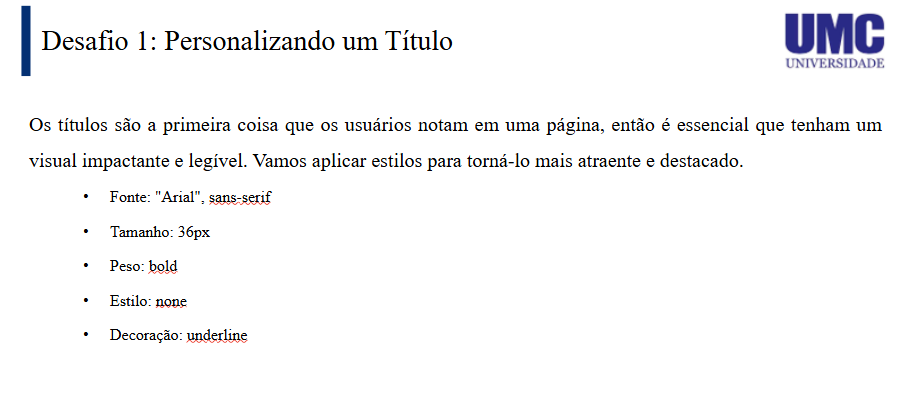 Desafio 1: Personalizando um Título
UMC
UNIVERSIDADE
Os títulos são a primeira coisa que os usuários notam em uma página, então é essencial que tenham um
visual impactante e legível. Vamos aplicar estilos para torná-lo mais atraente e destacado.
• Fonte: "Arial", sans-serif
• Tamanho: 36px
• Peso: bold
• Estilo: none
• Decoração: underline